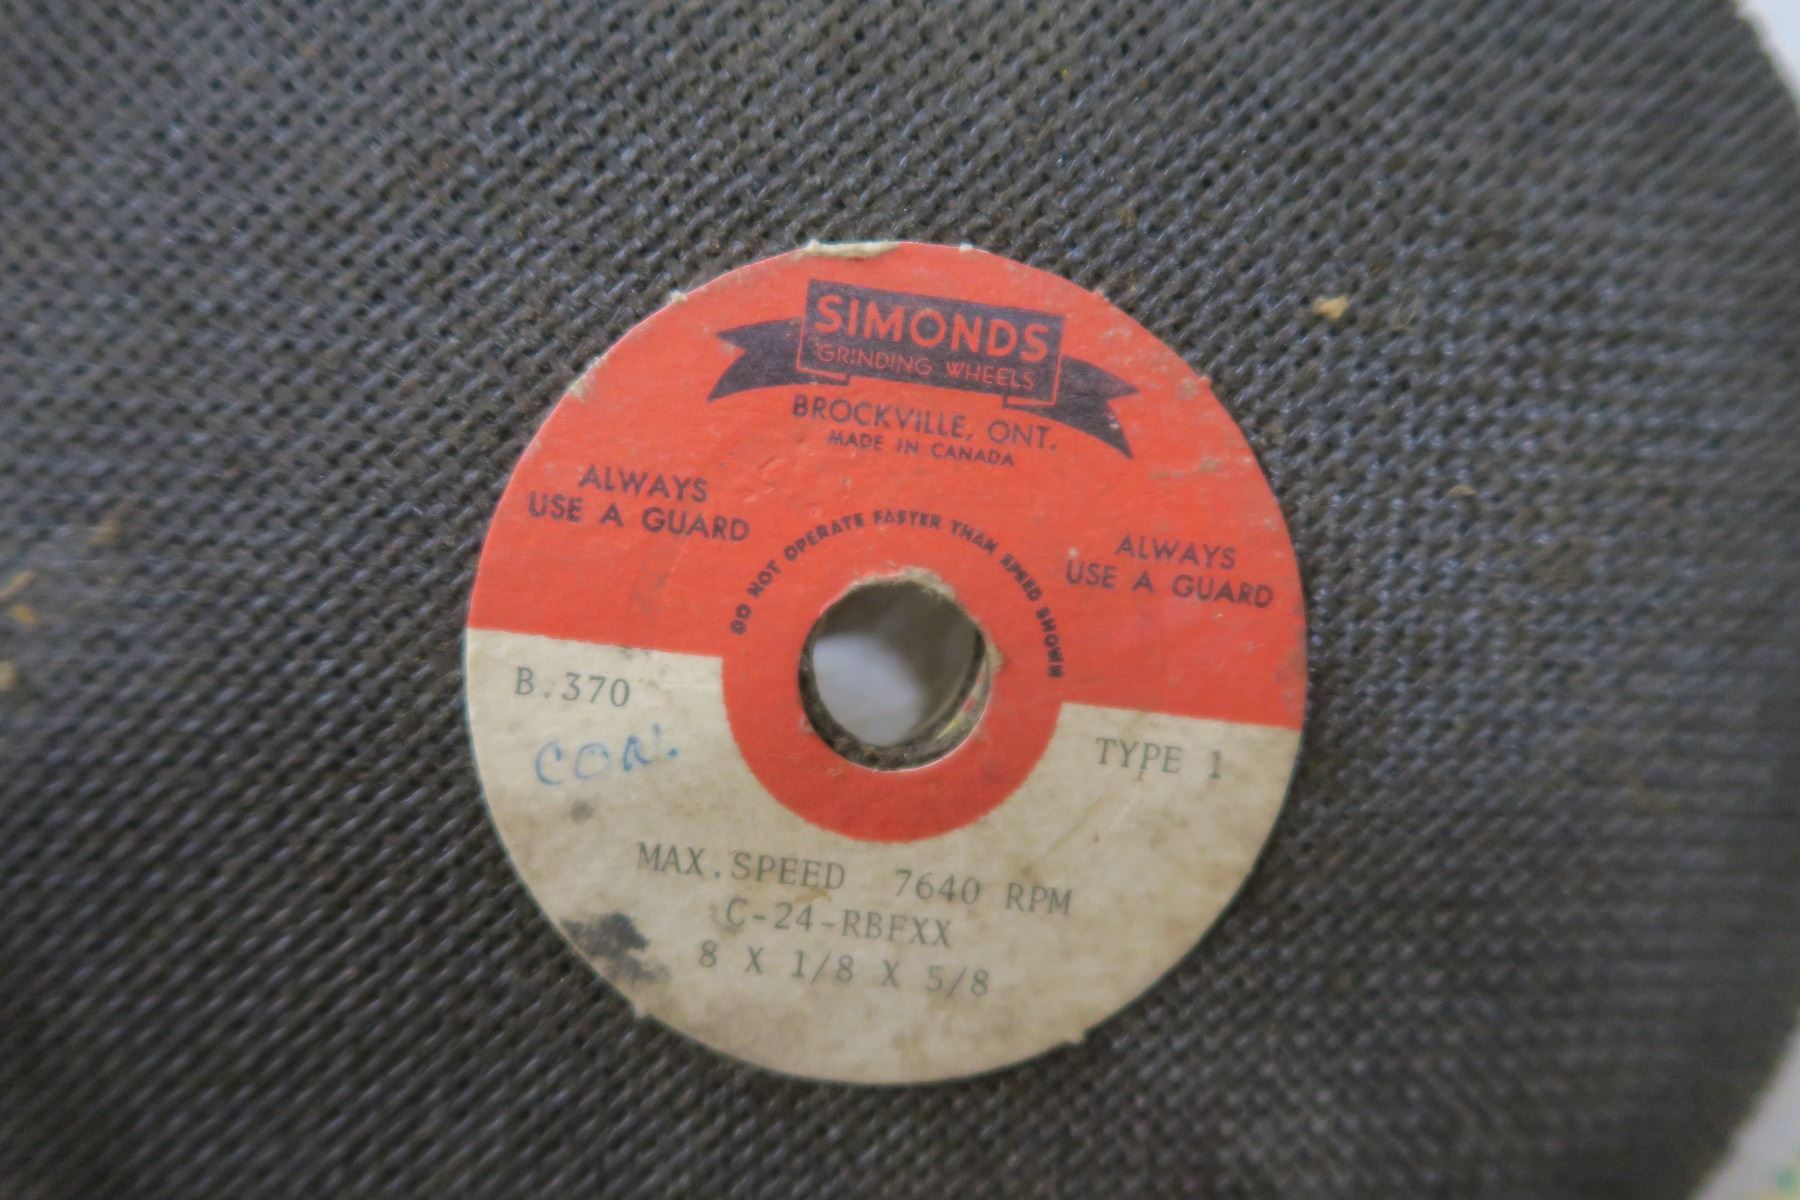 SIMONDS
GRINDING WHEELS
BROCKVILLE, ONT.
MADE IN CANADA
ALWAYS
USE A GUARD
ALWAYS
USE A GUARD
DO NOT OPERATE FASTER THAN SPEED SHOWN
B.370
CON.
TYPE 1
MAX.SPEED 7640 RPM
C-24-RBFXX
8 X 1/8 X 5/8